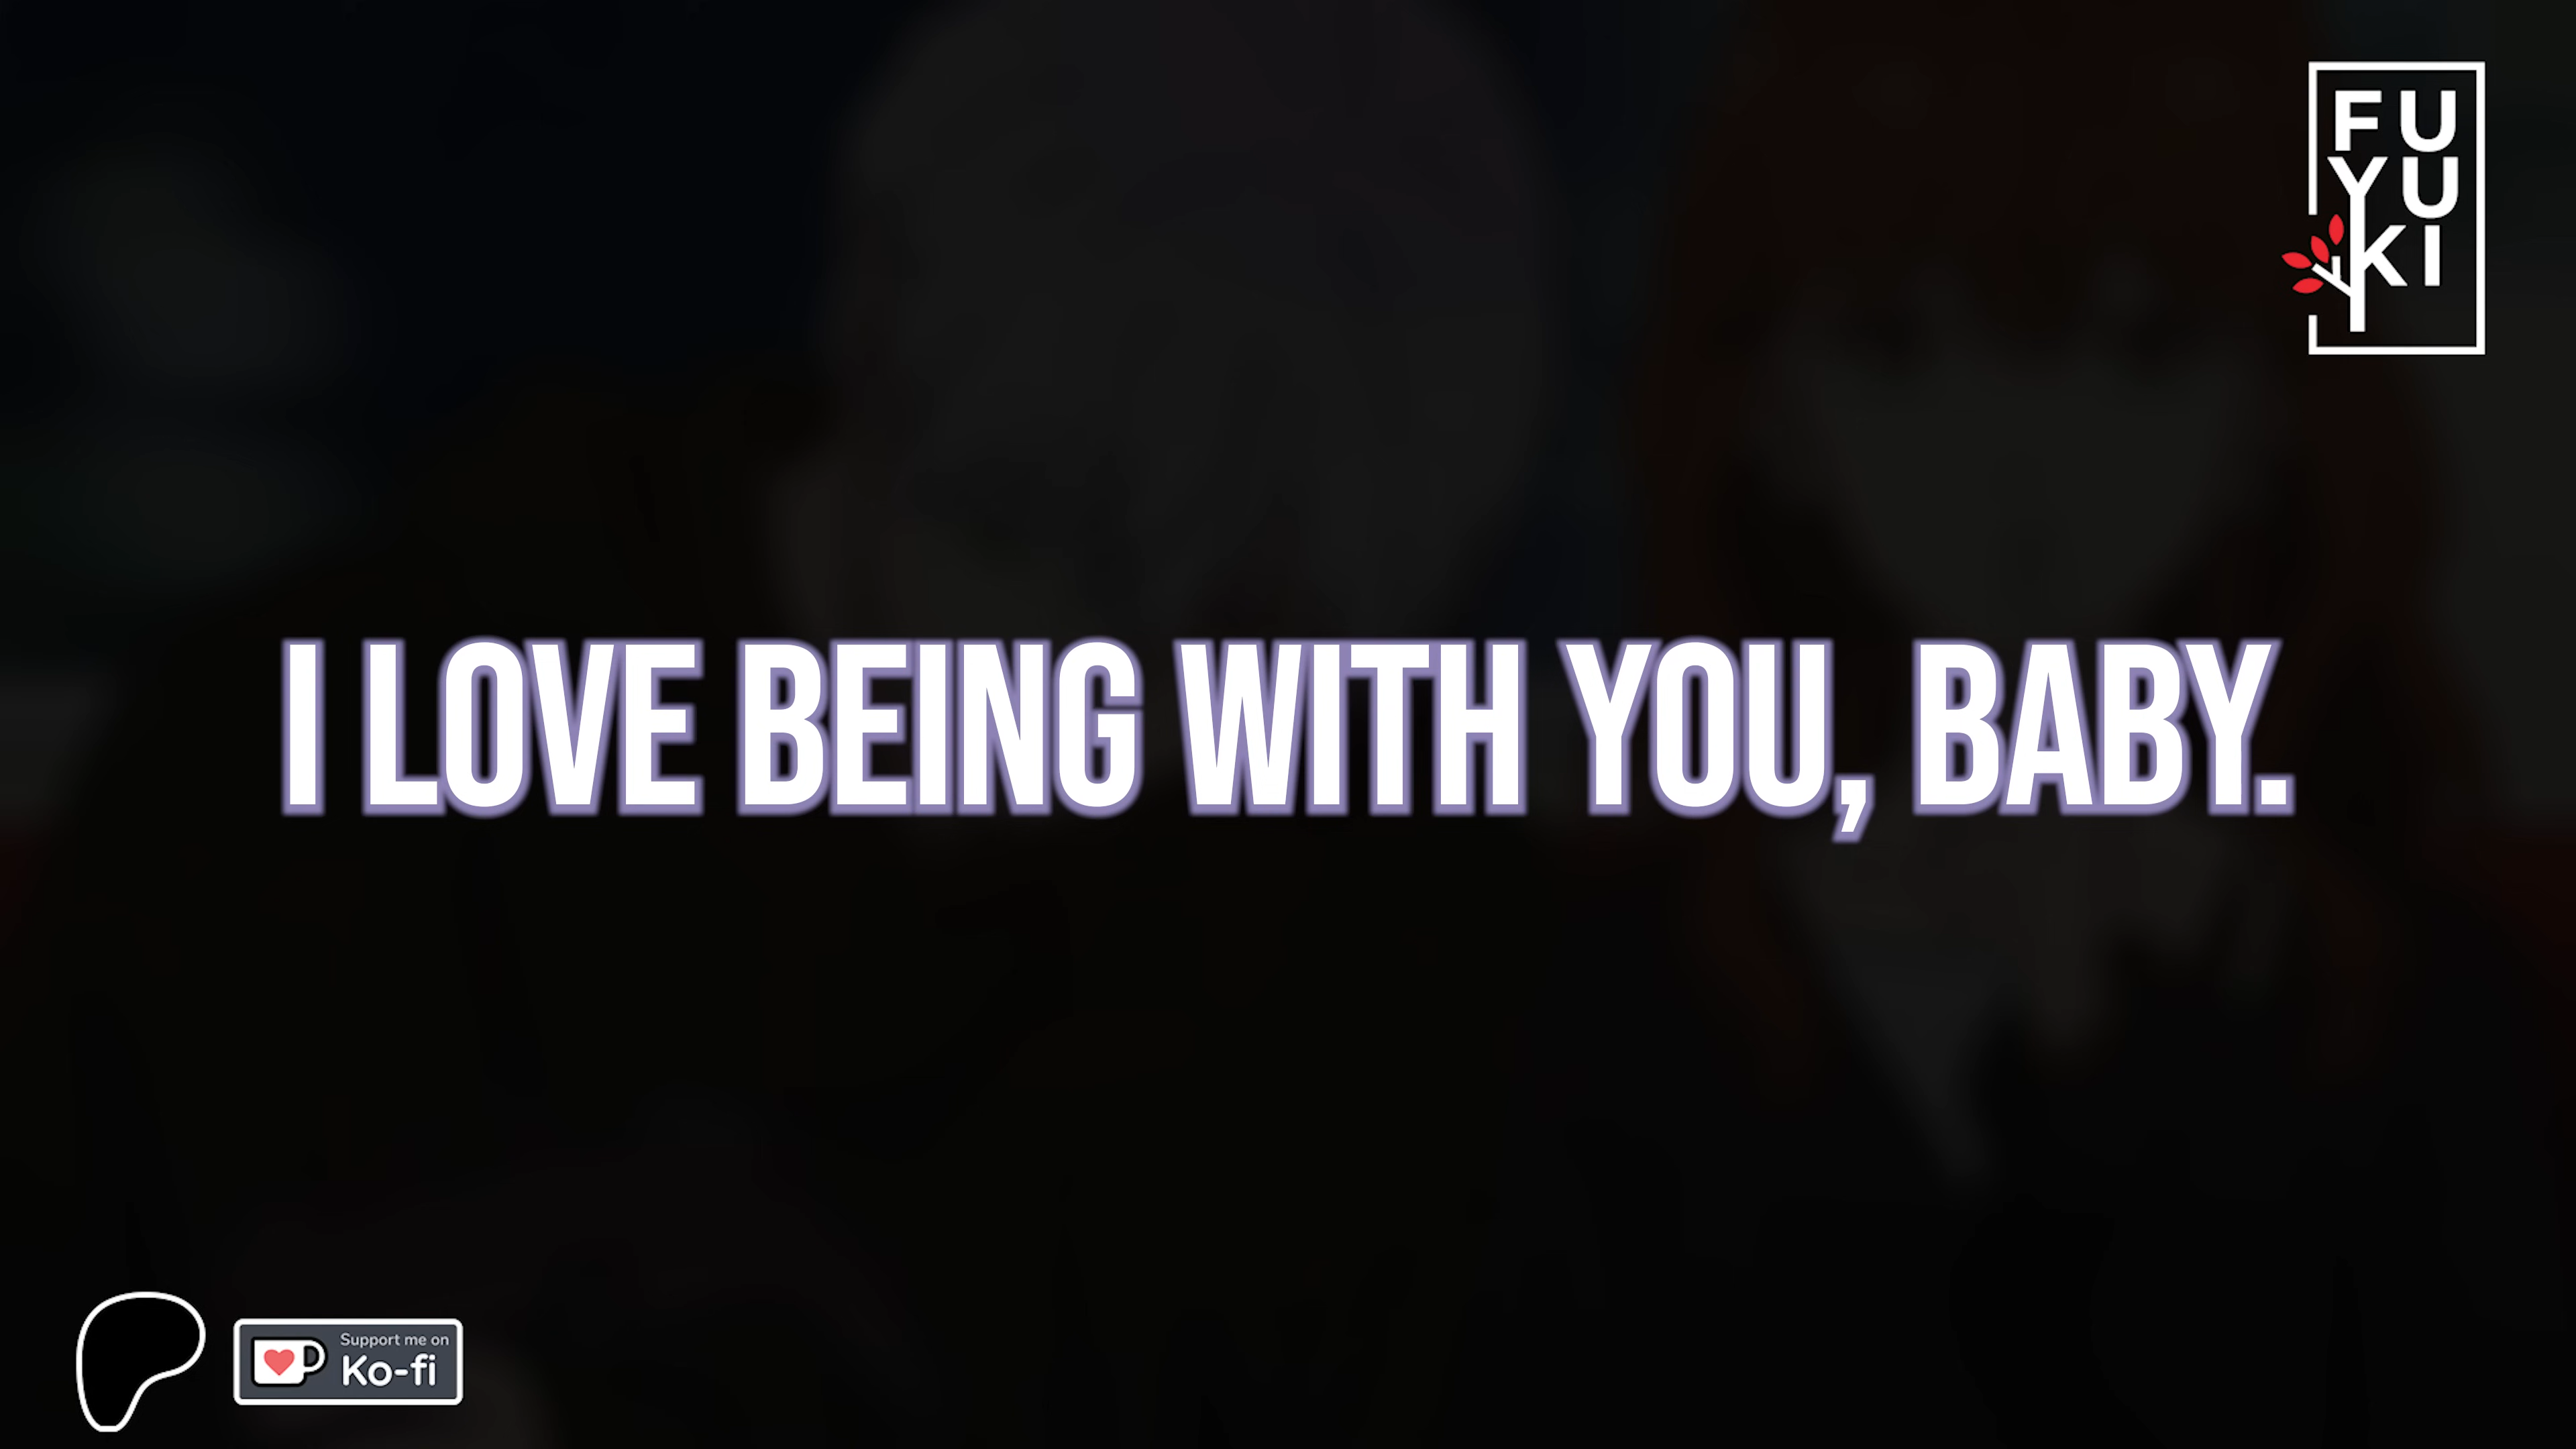 FU
YU
KI
I LOVE BEING WITH YOU, BABY.
Support me on
Ko-fi